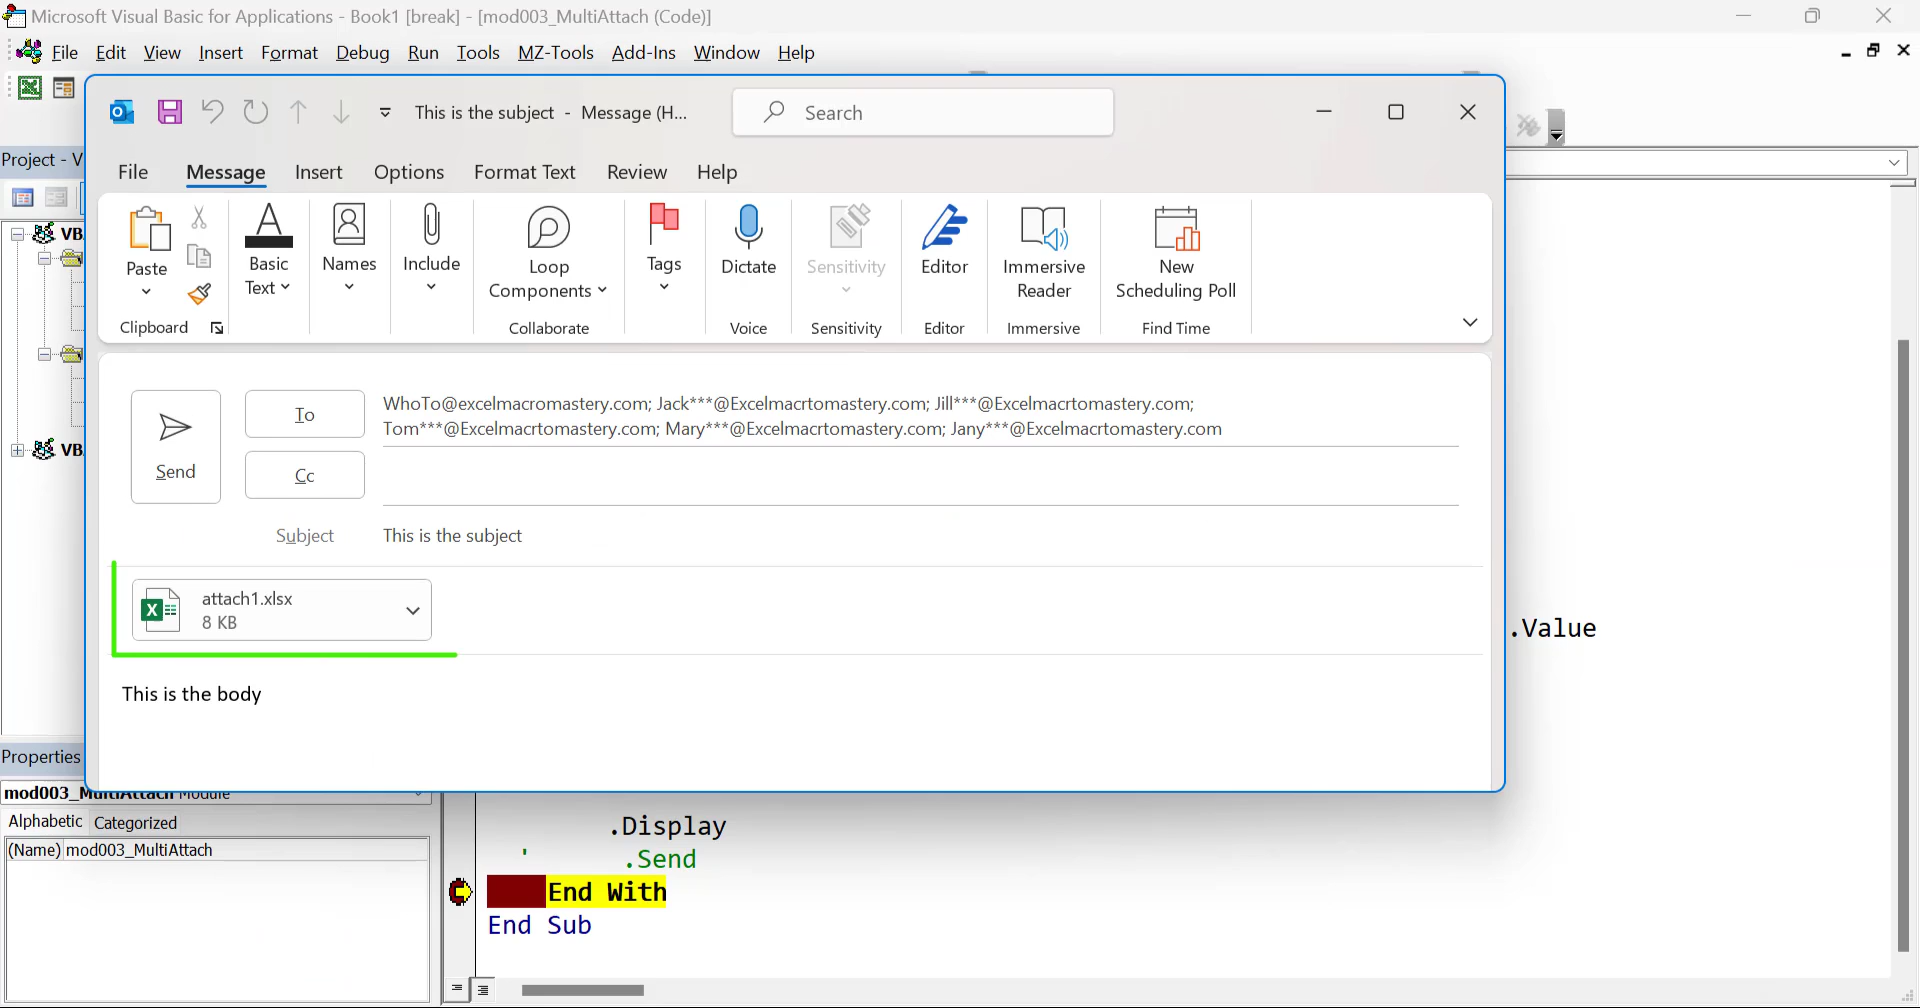 Microsoft Visual Basic for Applications - Book1 [break] - [mod003_MultiAttach (Code)]
File Edit View Insert Format Debug Run Tools MZ-Tools Add-Ins Window Help
This is the subject - Message (H...
Search
File Message Insert Options Format Text Review Help
Project - V
Paste
Basic
Text
Names
Include
Loop
Components
Tags
Dictate
Sensitivity
Editor
Immersive
Reader
New
Scheduling Poll
Clipboard
Collaborate
Voice
Sensitivity
Editor
Immersive
Find Time
VB
VB
Send
To
WhoTo@excelmacromastery.com; Jack***@Excelmacrtomastery.com; Jill***@Excelmacrtomastery.com;
Tom***@Excelmacrtomastery.com; Mary***@Excelmacrtomastery.com; Jany***@Excelmacrtomastery.com
Cc
Subject
This is the subject
attach1.xlsx
8 KB
.Value
This is the body
Properties
mod003_MultiAttach Module
Alphabetic Categorized
(Name) mod003_MultiAttach
.Display
' .Send
End With
End Sub